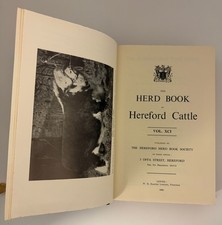 THE
HERD BOOK
OF
Hereford Cattle
VOL. XCI
THE HEREFORD HERD BOOK SOCIETY
3 OFFA STREET, HEREFORD